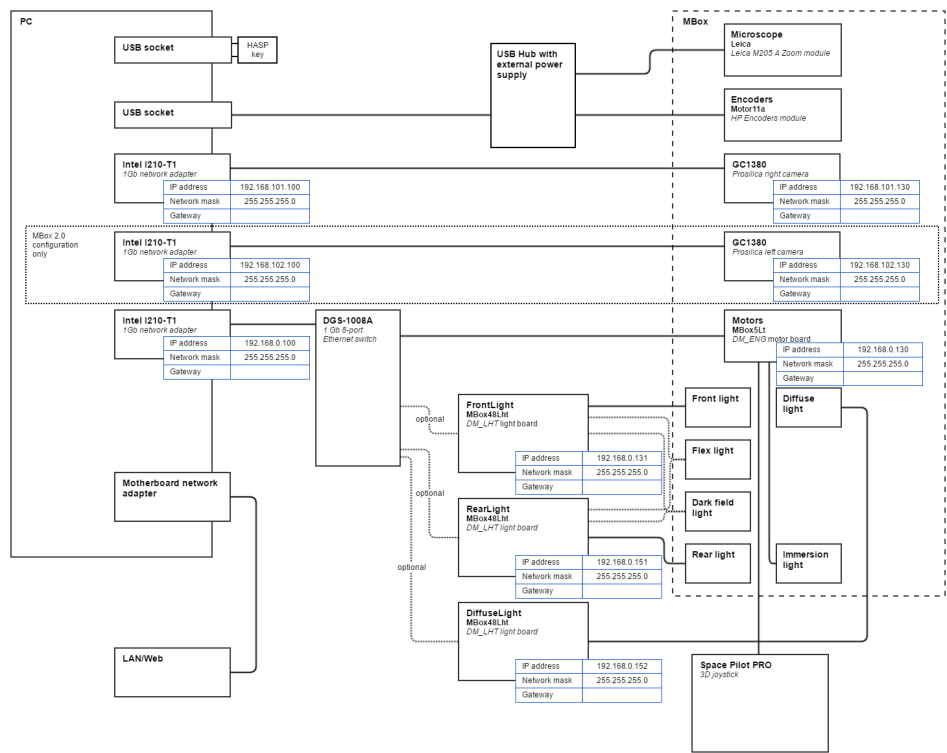 PC
USB socket
HASP
key
USB Hub with
external power
supply
MBox
Microscope
Leica
Leica M205 A Zoom module
USB socket
Encoders
Motor11a
HP Encoders module
Intel I210-T1
1Gb network adapter
IP address 192.168.101.100
Network mask 255.255.255.0
Gateway
GC1380
Prosilica right camera
IP address 192.168.101.130
Network mask 255.255.255.0
Gateway
MBox 2.0
configuration
only
Intel I210-T1
1Gb network adapter
IP address 192.168.102.100
Network mask 255.255.255.0
Gateway
GC1380
Prosilica left camera
IP address 192.168.102.130
Network mask 255.255.255.0
Gateway
Intel I210-T1
1Gb network adapter
IP address 192.168.0.100
Network mask 255.255.255.0
Gateway
DGS-1008A
1 Gb 8-port
Ethernet switch
Motors
MBox5Lt
DM_ENG motor board
IP address 192.168.0.130
Network mask 255.255.255.0
Gateway
optional
FrontLight
MBox48Lht
DM_LHT light board
IP address 192.168.0.131
Network mask 255.255.255.0
Gateway
Front light
Diffuse
light
Flex light
Motherboard network
adapter
optional
RearLight
MBox48Lht
DM_LHT light board
IP address 192.168.0.151
Network mask 255.255.255.0
Gateway
Dark field
light
Rear light
Immersion
light
optional
DiffuseLight
MBox48Lht
DM_LHT light board
IP address 192.168.0.152
Network mask 255.255.255.0
Gateway
LAN/Web
Space Pilot PRO
3D joystick